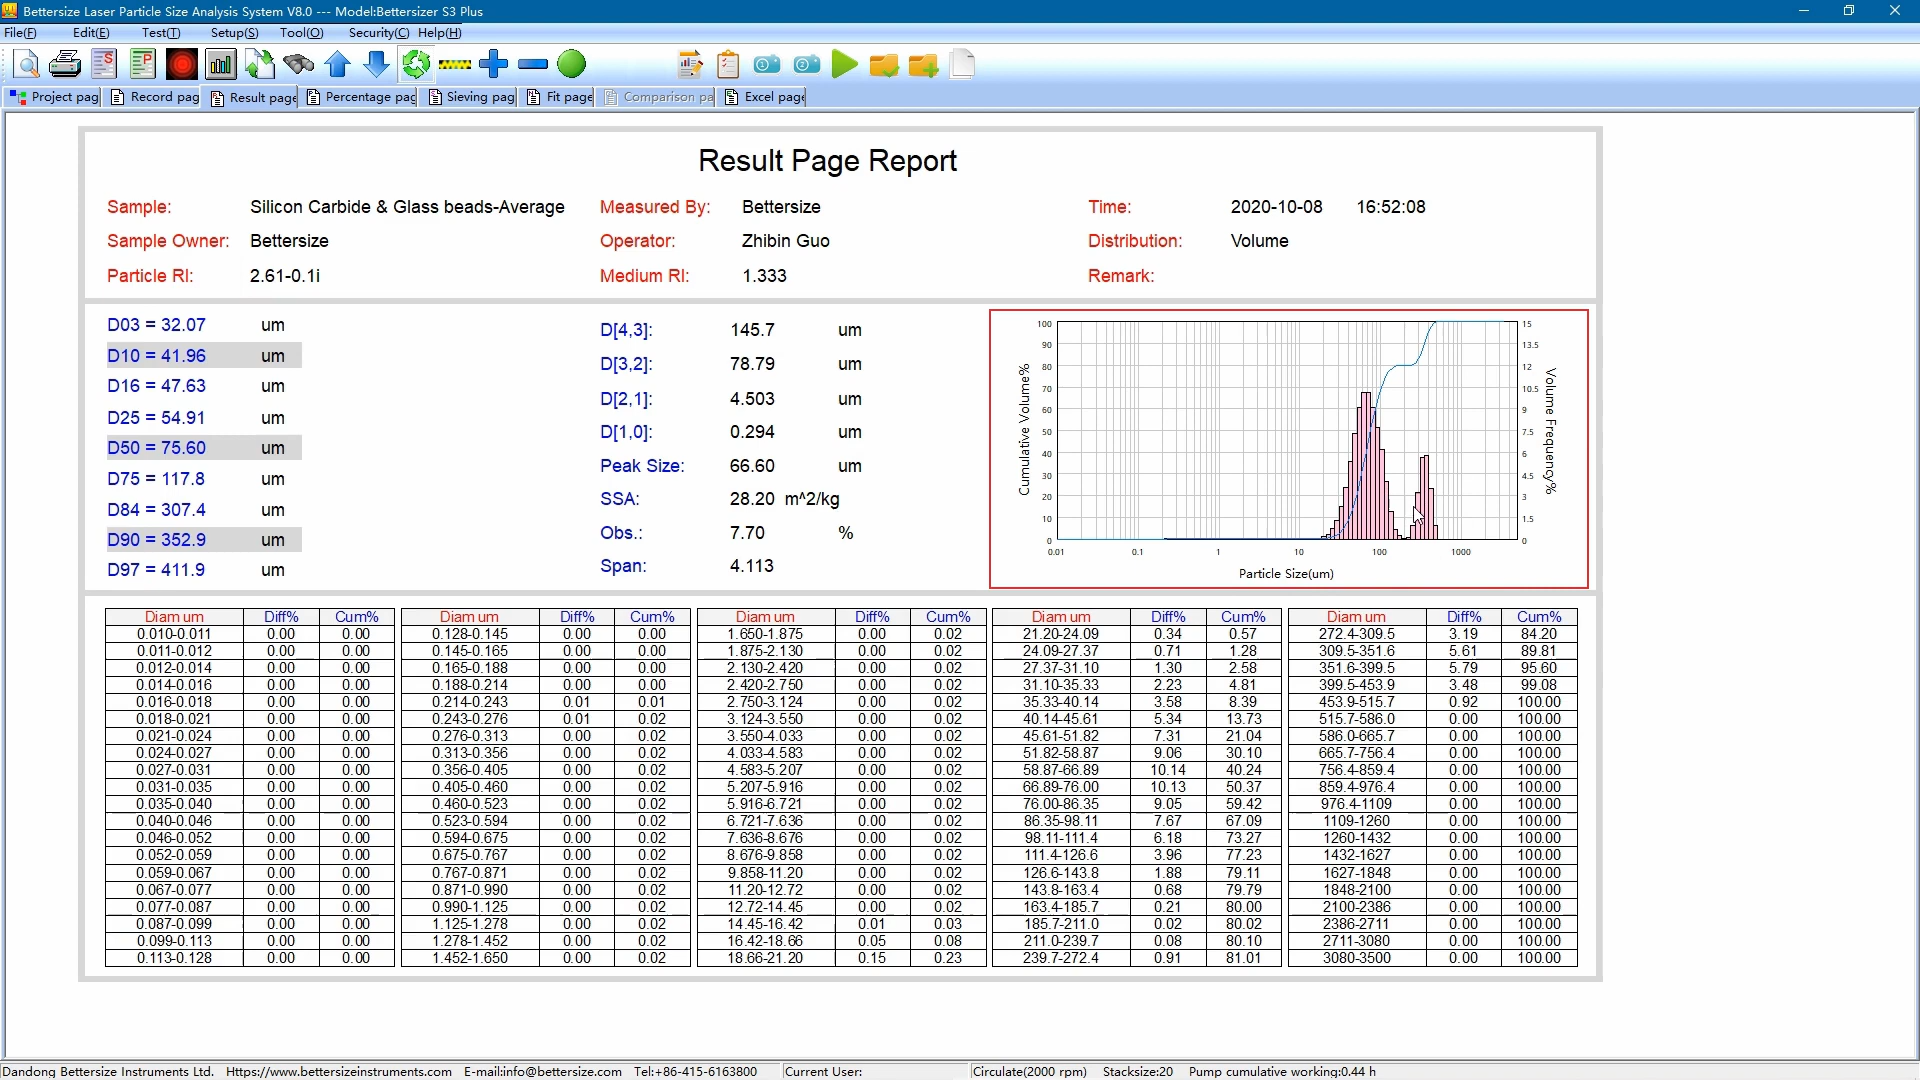 Bettersize Laser Particle Size Analysis System V8.0 --- Model:Bettersizer S3 Plus
File(F) Edit(E) Test(T) Setup(S) Tool(O) Security(C) Help(H)
Project pag Record pag Result page Percentage pag Sieving pag Fit page Comparison pa Excel page
Result Page Report
Sample: Silicon Carbide & Glass beads-Average Measured By: Bettersize Time: 2020-10-08 16:52:08
Sample Owner: Bettersize Operator: Zhibin Guo Distribution: Volume
Particle RI: 2.61-0.1i Medium RI: 1.333 Remark:
D03 = 32.07 um
D10 = 41.96 um
D16 = 47.63 um
D25 = 54.91 um
D50 = 75.60 um
D75 = 117.8 um
D84 = 307.4 um
D90 = 352.9 um
D97 = 411.9 um
D[4,3]: 145.7 um
D[3,2]: 78.79 um
D[2,1]: 4.503 um
D[1,0]: 0.294 um
Peak Size: 66.60 um
SSA: 28.20 m^2/kg
Obs.: 7.70 %
Span: 4.113
Cumulative Volume%
100
90
80
70
60
50
40
30
20
10
0
15
13.5
12
10.5
9
7.5
6
4.5
3
1.5
0
Volume Frequency%
0.01 0.1 1 10 100 1000
Particle Size(um)
Diam um Diff% Cum% Diam um Diff% Cum% Diam um Diff% Cum% Diam um Diff% Cum% Diam um Diff% Cum%
0.010-0.011 0.00 0.00 0.128-0.145 0.00 0.00 1.650-1.875 0.00 0.02 21.20-24.09 0.34 0.57 272.4-309.5 3.19 84.20
0.011-0.012 0.00 0.00 0.145-0.165 0.00 0.00 1.875-2.130 0.00 0.02 24.09-27.37 0.71 1.28 309.5-351.6 5.61 89.81
0.012-0.014 0.00 0.00 0.165-0.188 0.00 0.00 2.130-2.420 0.00 0.02 27.37-31.10 1.30 2.58 351.6-399.5 5.79 95.60
0.014-0.016 0.00 0.00 0.188-0.214 0.00 0.00 2.420-2.750 0.00 0.02 31.10-35.33 2.23 4.81 399.5-453.9 3.48 99.08
0.016-0.018 0.00 0.00 0.214-0.243 0.01 0.01 2.750-3.124 0.00 0.02 35.33-40.14 3.58 8.39 453.9-515.7 0.92 100.00
0.018-0.021 0.00 0.00 0.243-0.276 0.01 0.02 3.124-3.550 0.00 0.02 40.14-45.61 5.34 13.73 515.7-586.0 0.00 100.00
0.021-0.024 0.00 0.00 0.276-0.313 0.00 0.02 3.550-4.033 0.00 0.02 45.61-51.82 7.31 21.04 586.0-665.7 0.00 100.00
0.024-0.027 0.00 0.00 0.313-0.356 0.00 0.02 4.033-4.583 0.00 0.02 51.82-58.87 9.06 30.10 665.7-756.4 0.00 100.00
0.027-0.031 0.00 0.00 0.356-0.405 0.00 0.02 4.583-5.207 0.00 0.02 58.87-66.89 10.14 40.24 756.4-859.4 0.00 100.00
0.031-0.035 0.00 0.00 0.405-0.460 0.00 0.02 5.207-5.916 0.00 0.02 66.89-76.00 10.13 50.37 859.4-976.4 0.00 100.00
0.035-0.040 0.00 0.00 0.460-0.523 0.00 0.02 5.916-6.721 0.00 0.02 76.00-86.35 9.05 59.42 976.4-1109 0.00 100.00
0.040-0.046 0.00 0.00 0.523-0.594 0.00 0.02 6.721-7.636 0.00 0.02 86.35-98.11 7.67 67.09 1109-1260 0.00 100.00
0.046-0.052 0.00 0.00 0.594-0.675 0.00 0.02 7.636-8.676 0.00 0.02 98.11-111.4 6.18 73.27 1260-1432 0.00 100.00
0.052-0.059 0.00 0.00 0.675-0.767 0.00 0.02 8.676-9.858 0.00 0.02 111.4-126.6 3.96 77.23 1432-1627 0.00 100.00
0.059-0.067 0.00 0.00 0.767-0.871 0.00 0.02 9.858-11.20 0.00 0.02 126.6-143.8 1.88 79.11 1627-1848 0.00 100.00
0.067-0.077 0.00 0.00 0.871-0.990 0.00 0.02 11.20-12.72 0.00 0.02 143.8-163.4 0.68 79.79 1848-2100 0.00 100.00
0.077-0.087 0.00 0.00 0.990-1.125 0.00 0.02 12.72-14.45 0.00 0.02 163.4-185.7 0.21 80.00 2100-2386 0.00 100.00
0.087-0.099 0.00 0.00 1.125-1.278 0.00 0.02 14.45-16.42 0.01 0.03 185.7-211.0 0.02 80.02 2386-2711 0.00 100.00
0.099-0.113 0.00 0.00 1.278-1.452 0.00 0.02 16.42-18.66 0.05 0.08 211.0-239.7 0.08 80.10 2711-3080 0.00 100.00
0.113-0.128 0.00 0.00 1.452-1.650 0.00 0.02 18.66-21.20 0.15 0.23 239.7-272.4 0.91 81.01 3080-3500 0.00 100.00
Dandong Bettersize Instruments Ltd. Https://www.bettersizeinstruments.com E-mail:info@bettersize.com Tel:+86-415-6163800 Current User: Circulate(2000 rpm) Stacksize:20 Pump cumulative working:0.44 h